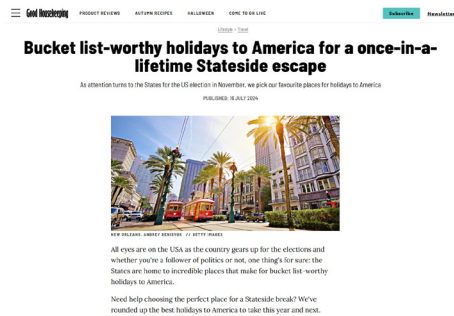 Good Housekeeping PRODUCT REVIEWS AUTUMN RECIPES HALLOWEEN COME TO GH LIVE Subscribe Newsletter
Lifestyle > Travel
Bucket list-worthy holidays to America for a once-in-a-
lifetime Stateside escape
As attention turns to the States for the US election in November, we pick our favourite places for holidays to America
PUBLISHED: 16 JULY 2024
NEW ORLEANS. ANDREY DENISYUK // GETTY IMAGES
All eyes are on the USA as the country gears up for the elections and
whether you're a follower of politics or not, one thing's for sure: the
States are home to incredible places that make for bucket list-worthy
holidays to America.
Need help choosing the perfect place for a Stateside break? We've
rounded up the best holidays to America to take this year and next.